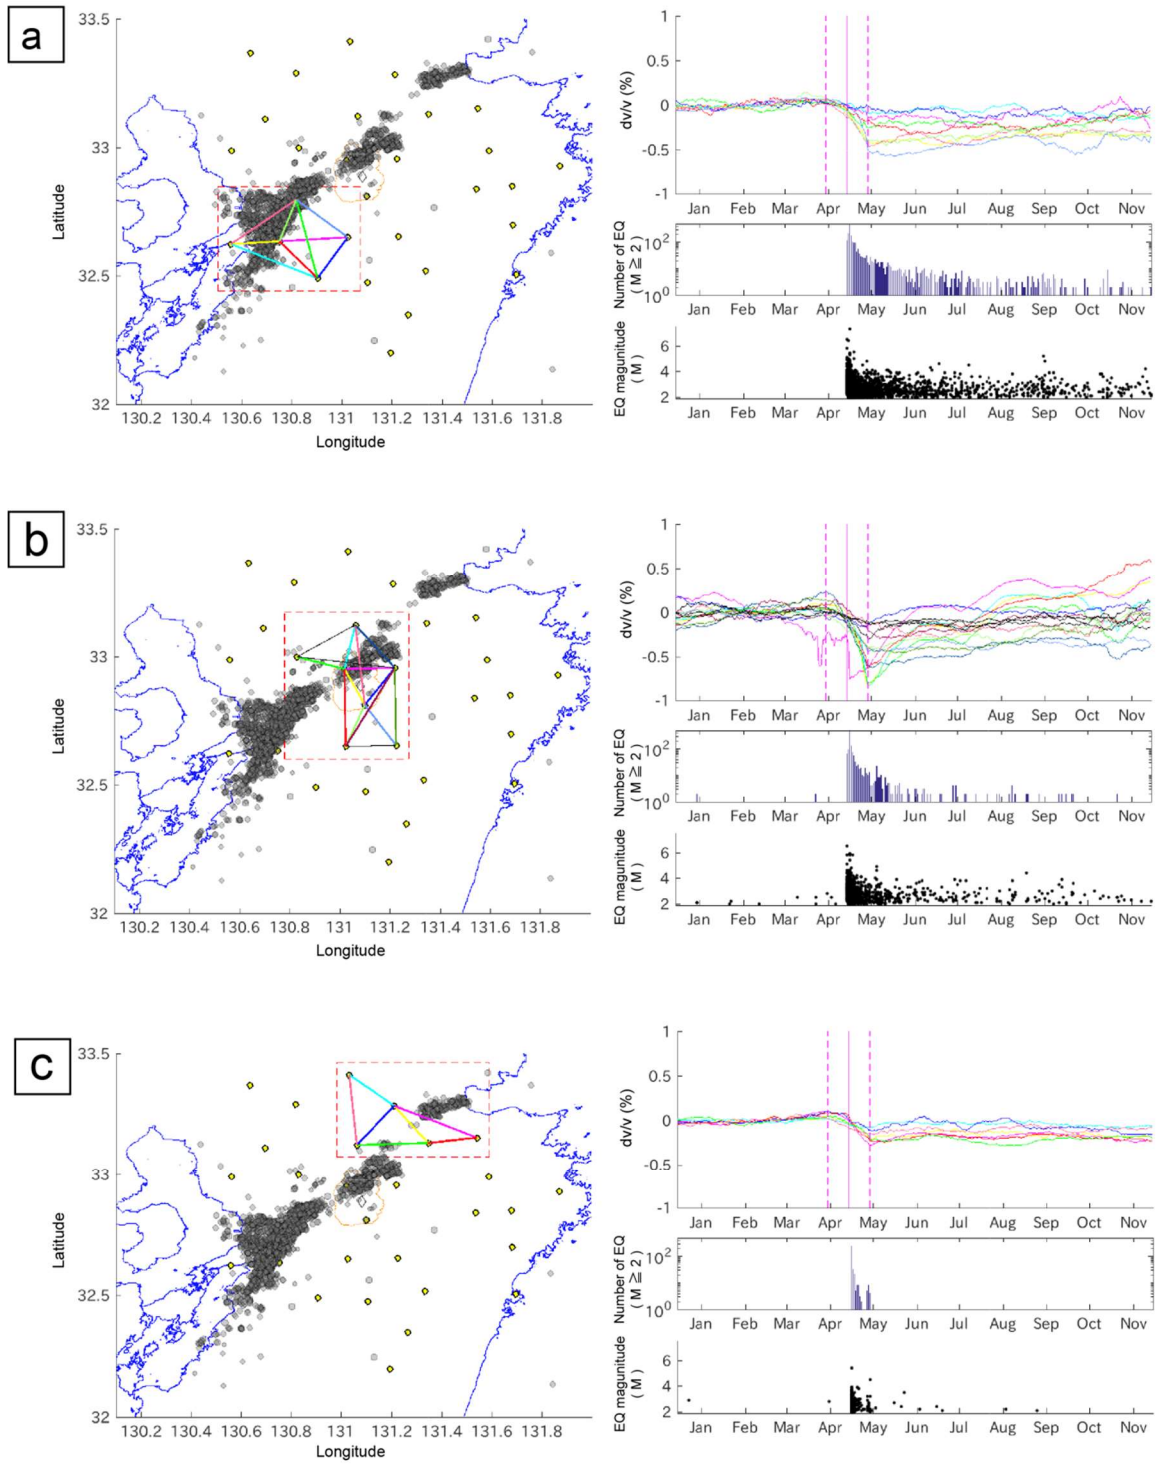 a
33.5
33
32.5
32
Latitude
130.2 130.4 130.6 130.8 131 131.2 131.4 131.6 131.8
Longitude
1
0.5
0
-0.5
-1
dv/v (%)
Jan Feb Mar Apr May Jun Jul Aug Sep Oct Nov
Number of EQ
( M ≧ 2 )
10²
10⁰
Jan Feb Mar Apr May Jun Jul Aug Sep Oct Nov
EQ magunitude
( M )
6
4
2
Jan Feb Mar Apr May Jun Jul Aug Sep Oct Nov
b
33.5
33
32.5
32
Latitude
130.2 130.4 130.6 130.8 131 131.2 131.4 131.6 131.8
Longitude
1
0.5
0
-0.5
-1
dv/v (%)
Jan Feb Mar Apr May Jun Jul Aug Sep Oct Nov
Number of EQ
( M ≧ 2 )
10²
10⁰
Jan Feb Mar Apr May Jun Jul Aug Sep Oct Nov
EQ magunitude
( M )
6
4
2
Jan Feb Mar Apr May Jun Jul Aug Sep Oct Nov
c
33.5
33
32.5
32
Latitude
130.2 130.4 130.6 130.8 131 131.2 131.4 131.6 131.8
Longitude
1
0.5
0
-0.5
-1
dv/v (%)
Jan Feb Mar Apr May Jun Jul Aug Sep Oct Nov
Number of EQ
( M ≧ 2 )
10²
10⁰
Jan Feb Mar Apr May Jun Jul Aug Sep Oct Nov
EQ magunitude
( M )
6
4
2
Jan Feb Mar Apr May Jun Jul Aug Sep Oct Nov